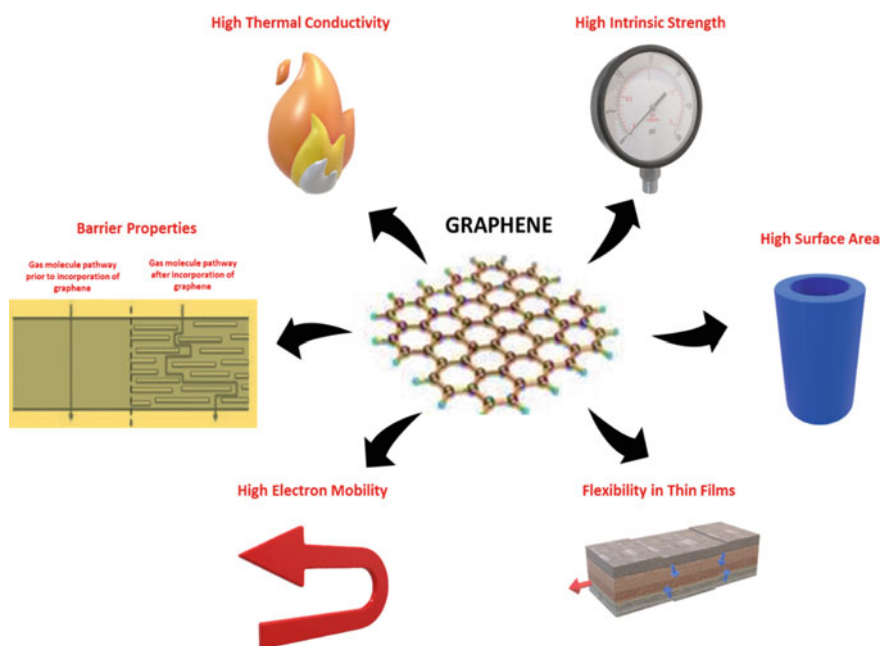 High Thermal Conductivity
High Intrinsic Strength
GRAPHENE
Barrier Properties
Gas molecule pathway
prior to incorporation of
graphene
Gas molecule pathway
after incorporation of
graphene
High Surface Area
High Electron Mobility
Flexibility in Thin Films